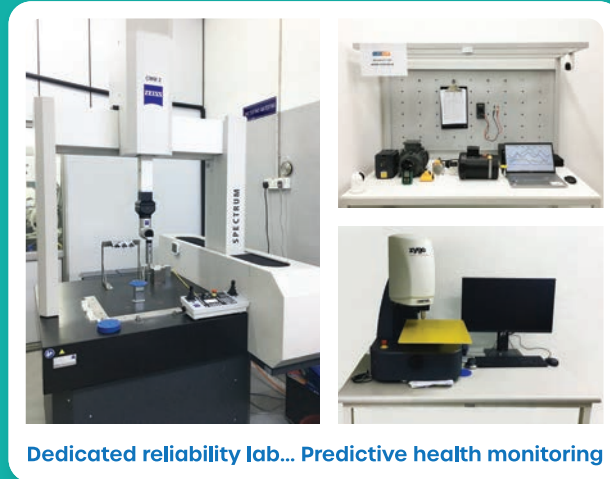 CMM 2
ZEISS
SPECTRUM
zygo
Dedicated reliability lab... Predictive health monitoring